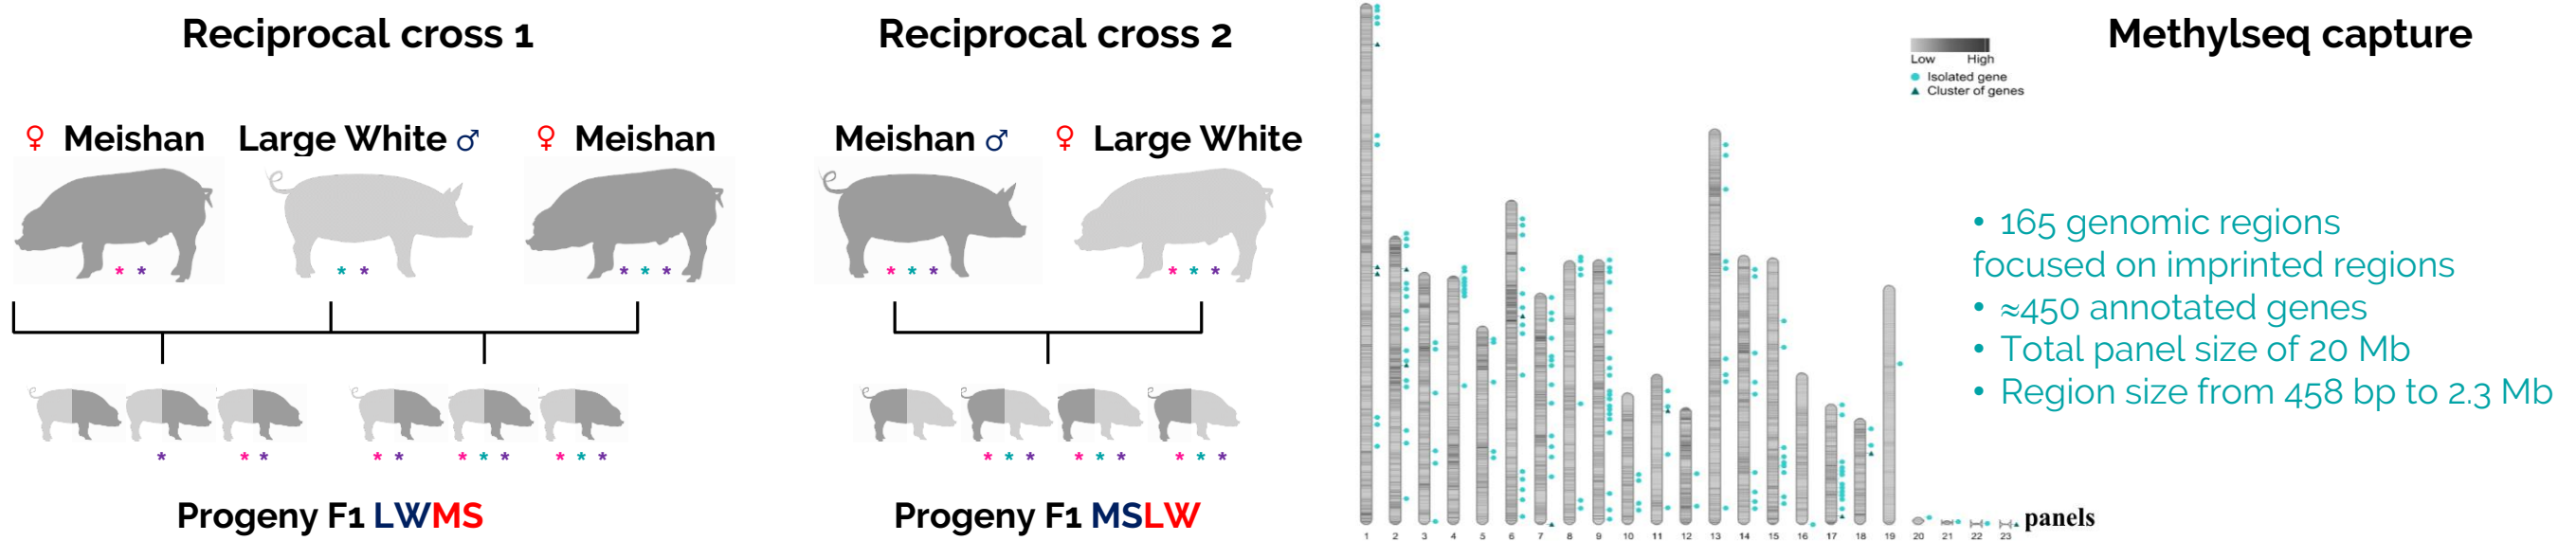 Reciprocal cross 1
♀ Meishan
Large White ♂
♀ Meishan
* *
* *
* * *
*
* *
* *
* * *
* * *
Progeny F1 LWMS
Reciprocal cross 2
Meishan ♂
♀ Large White
* * *
* * *
* * *
* * *
* * *
Progeny F1 MSLW
Low High
Isolated gene
Cluster of genes
1 2 3 4 5 6 7 8 9 10 11 12 13 14 15 16 17 18 19 20 21 22 23
panels
Methylseq capture
• 165 genomic regions
focused on imprinted regions
• ≈450 annotated genes
• Total panel size of 20 Mb
• Region size from 458 bp to 2.3 Mb